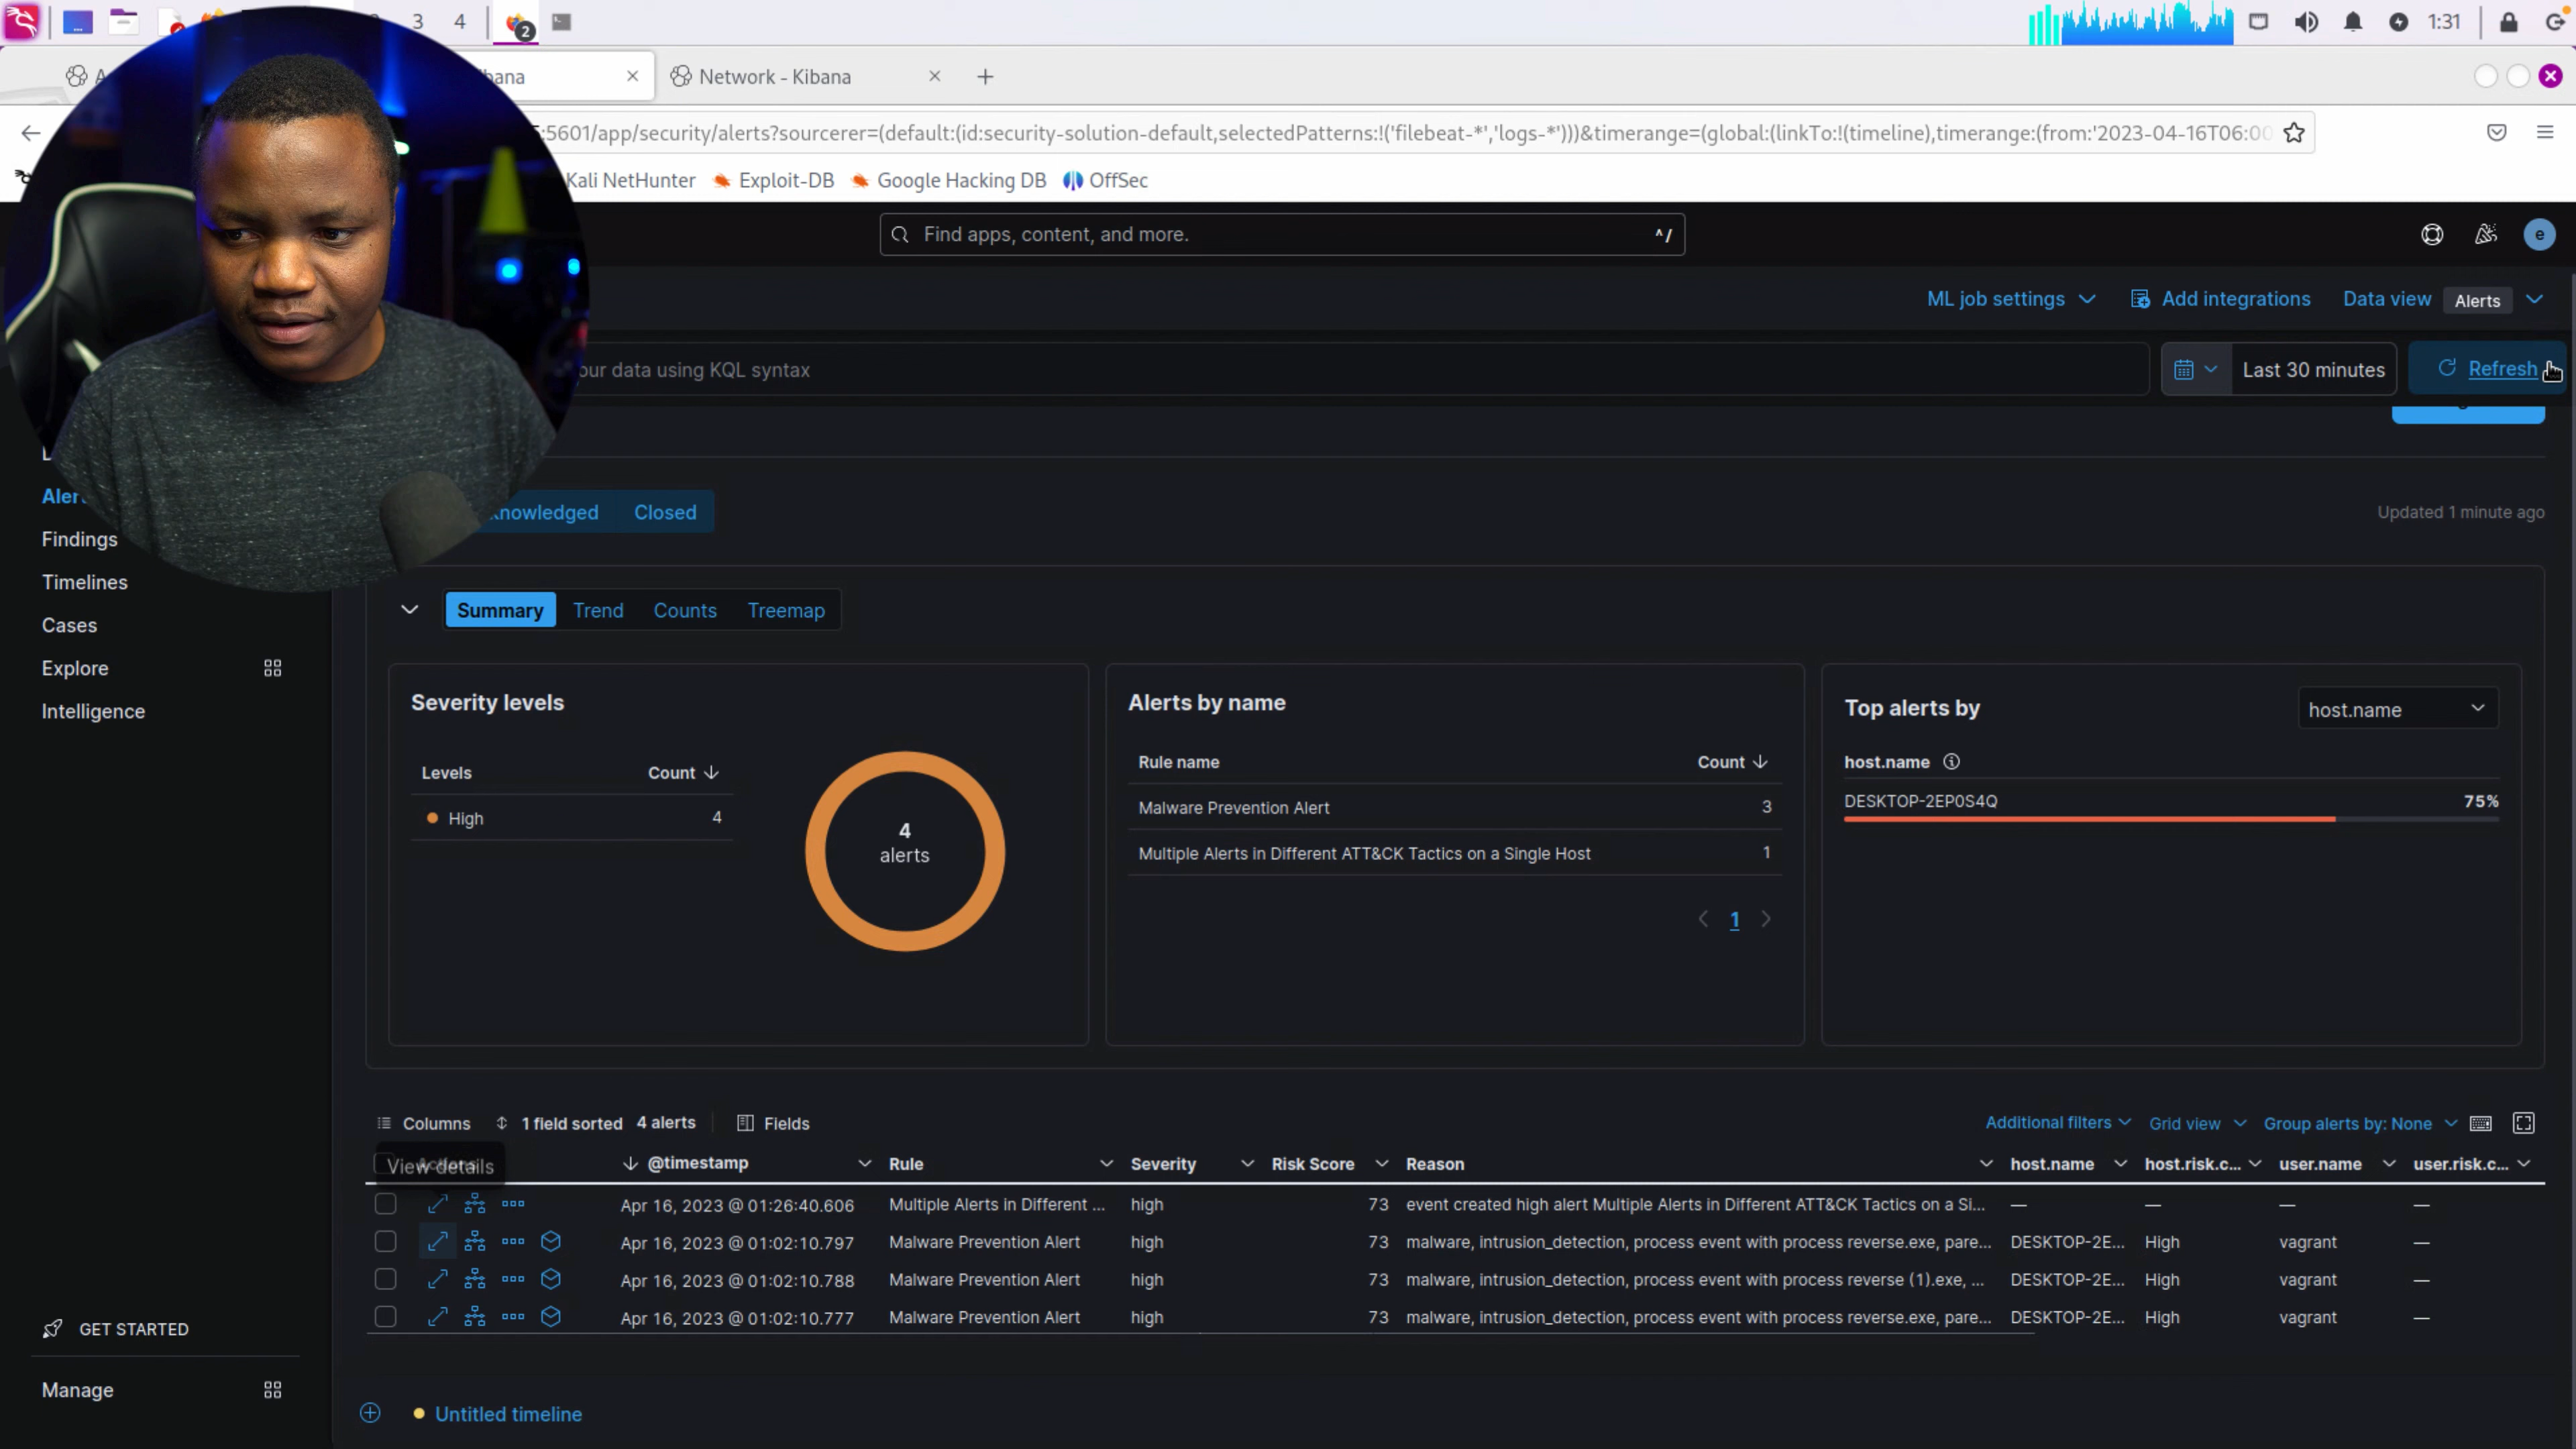 3 4 2 1:31
Network - Kibana
:5601/app/security/alerts?sourcerer=(default:(id:security-solution-default,selectedPatterns:!('filebeat-*','logs-*')))&timerange=(global:(linkTo:!(timeline),timerange:(from:'2023-04-16T06:00
Kali NetHunter Exploit-DB Google Hacking DB OffSec
Find apps, content, and more. ^/ e
ML job settings Add integrations Data view Alerts
our data using KQL syntax Last 30 minutes Refresh
Closed Updated 1 minute ago
Findings
Timelines
Cases
Explore
Intelligence
Summary Trend Counts Treemap
Severity levels
Levels Count
High 4
4
alerts
Alerts by name
Rule name Count
Malware Prevention Alert 3
Multiple Alerts in Different ATT&CK Tactics on a Single Host 1
1
Top alerts by host.name
host.name
DESKTOP-2EP0S4Q 75%
Columns 1 field sorted 4 alerts Fields Additional filters Grid view Group alerts by: None
View details @timestamp Rule Severity Risk Score Reason host.name host.risk.c... user.name user.risk.c...
Apr 16, 2023 @ 01:26:40.606 Multiple Alerts in Different ... high 73 event created high alert Multiple Alerts in Different ATT&CK Tactics on a Si... — — — —
Apr 16, 2023 @ 01:02:10.797 Malware Prevention Alert high 73 malware, intrusion_detection, process event with process reverse.exe, pare... DESKTOP-2E... High vagrant —
Apr 16, 2023 @ 01:02:10.788 Malware Prevention Alert high 73 malware, intrusion_detection, process event with process reverse (1).exe, ... DESKTOP-2E... High vagrant —
Apr 16, 2023 @ 01:02:10.777 Malware Prevention Alert high 73 malware, intrusion_detection, process event with process reverse.exe, pare... DESKTOP-2E... High vagrant —
GET STARTED
Manage
Untitled timeline